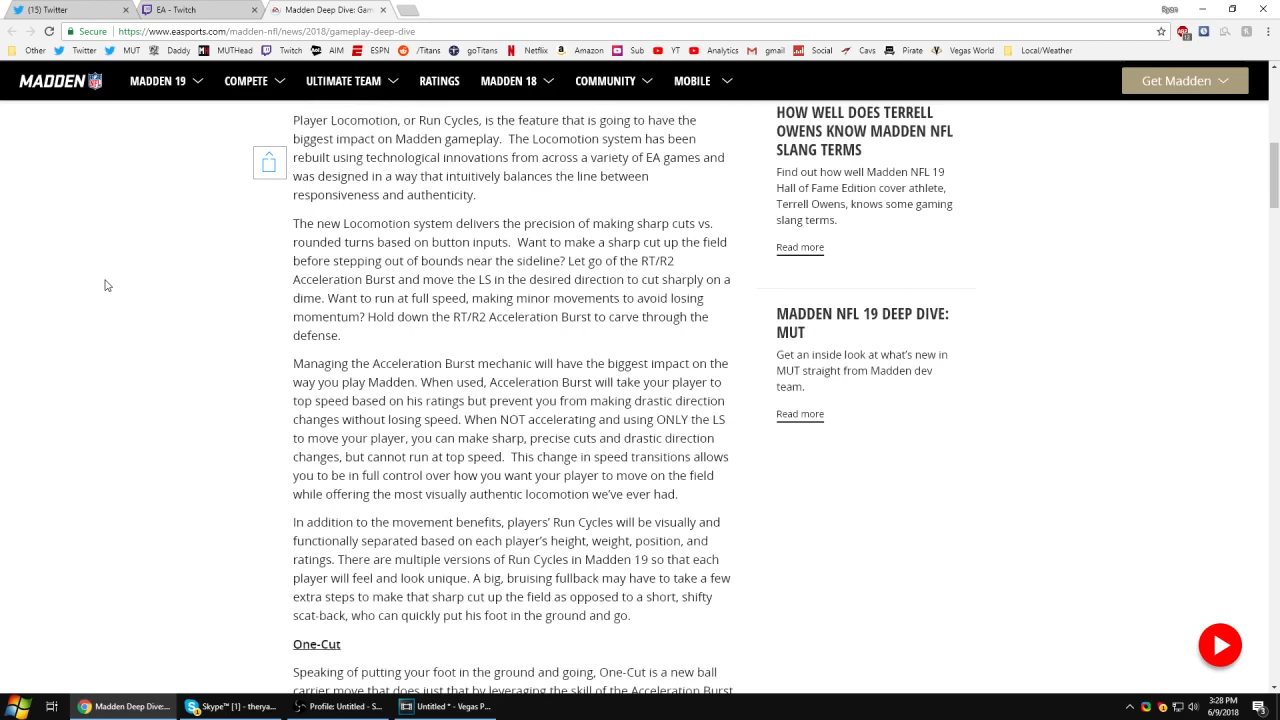 (15) Twitter
EA - Twitch
Madden Deep Dive: Gam
Ryan
Secure
https://www.easports.com/madden-nfl/news/2018/gameplay-deep-dive
Other Twitter MUT Daddy MUTHead Twitch AIM ESPN /Titans goTitans Netflix Amazon Sub YT Analytics gmail Social Cavs Pirate Vegas World Local/Weather
MADDEN NFL MADDEN 19 COMPETE ULTIMATE TEAM RATINGS MADDEN 18 COMMUNITY MOBILE Get Madden
Player Locomotion, or Run Cycles, is the feature that is going to have the
biggest impact on Madden gameplay. The Locomotion system has been
rebuilt using technological innovations from across a variety of EA games and
was designed in a way that intuitively balances the line between
responsiveness and authenticity.
The new Locomotion system delivers the precision of making sharp cuts vs.
rounded turns based on button inputs. Want to make a sharp cut up the field
before stepping out of bounds near the sideline? Let go of the RT/R2
Acceleration Burst and move the LS in the desired direction to cut sharply on a
dime. Want to run at full speed, making minor movements to avoid losing
momentum? Hold down the RT/R2 Acceleration Burst to carve through the
defense.
Managing the Acceleration Burst mechanic will have the biggest impact on the
way you play Madden. When used, Acceleration Burst will take your player to
top speed based on his ratings but prevent you from making drastic direction
changes without losing speed. When NOT accelerating and using ONLY the LS
to move your player, you can make sharp, precise cuts and drastic direction
changes, but cannot run at top speed. This change in speed transitions allows
you to be in full control over how you want your player to move on the field
while offering the most visually authentic locomotion we've ever had.
In addition to the movement benefits, players' Run Cycles will be visually and
functionally separated based on each player's height, weight, position, and
ratings. There are multiple versions of Run Cycles in Madden 19 so that each
player will feel and look unique. A big, bruising fullback may have to take a few
extra steps to make that sharp cut up the field as opposed to a short, shifty
scat-back, who can quickly put his foot in the ground and go.
One-Cut
Speaking of putting your foot in the ground and going, One-Cut is a new ball
carrier move that does just that by leveraging the skill of the Acceleration Burst
HOW WELL DOES TERRELL
OWENS KNOW MADDEN NFL
SLANG TERMS
Find out how well Madden NFL 19
Hall of Fame Edition cover athlete,
Terrell Owens, knows some gaming
slang terms.
Read more
MADDEN NFL 19 DEEP DIVE:
MUT
Get an inside look at what's new in
MUT straight from Madden dev
team.
Read more
Madden Deep Dive:...
Skype™ [1] - therya...
Profile: Untitled - S...
Untitled * - Vegas P...
3:28 PM
6/9/2018